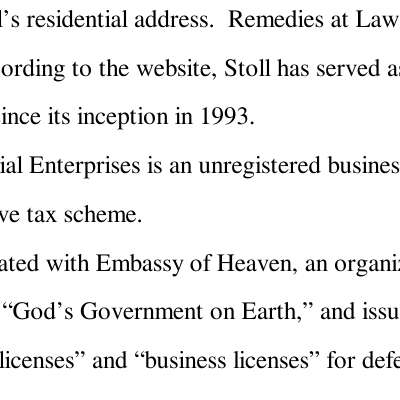 l’s residential address.  Remedies at Law
ording to the website, Stoll has served as
ince its inception in 1993.
ial Enterprises is an unregistered busines
ve tax scheme.
ated with Embassy of Heaven, an organiz
“God’s Government on Earth,” and issu
licenses” and “business licenses” for defe